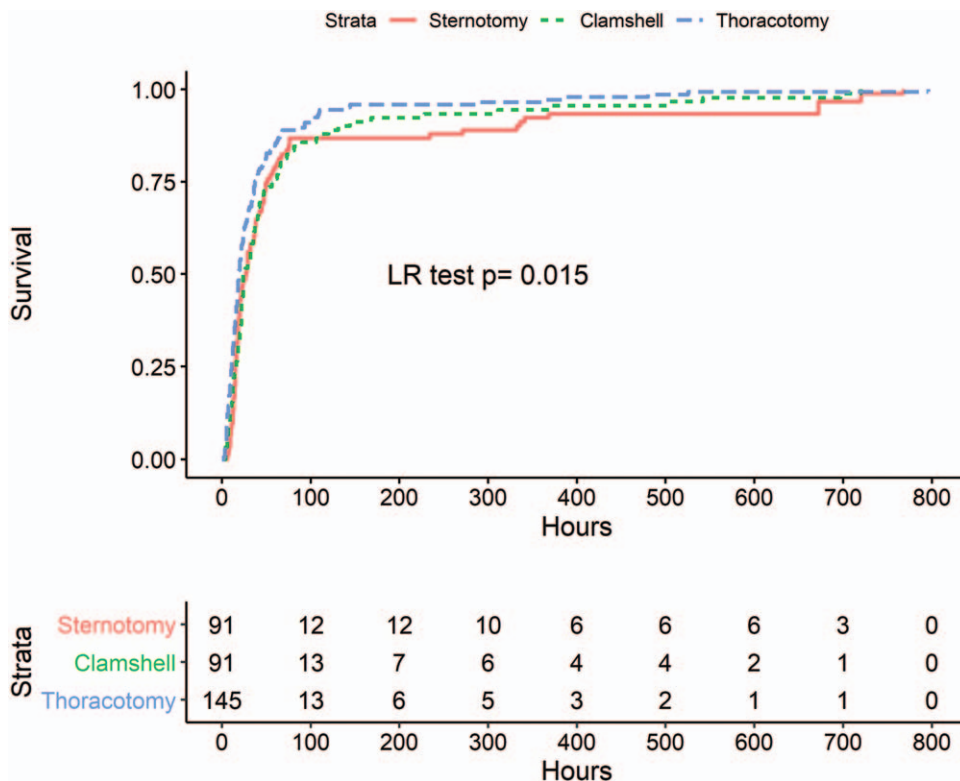 Strata Sternotomy Clamshell Thoracotomy
1.00
0.75
0.50
0.25
0.00
Survival
LR test p= 0.015
0 100 200 300 400 500 600 700 800
Hours
Strata
Sternotomy 91 12 12 10 6 6 6 3 0
Clamshell 91 13 7 6 4 4 2 1 0
Thoracotomy 145 13 6 5 3 2 1 1 0
0 100 200 300 400 500 600 700 800
Hours